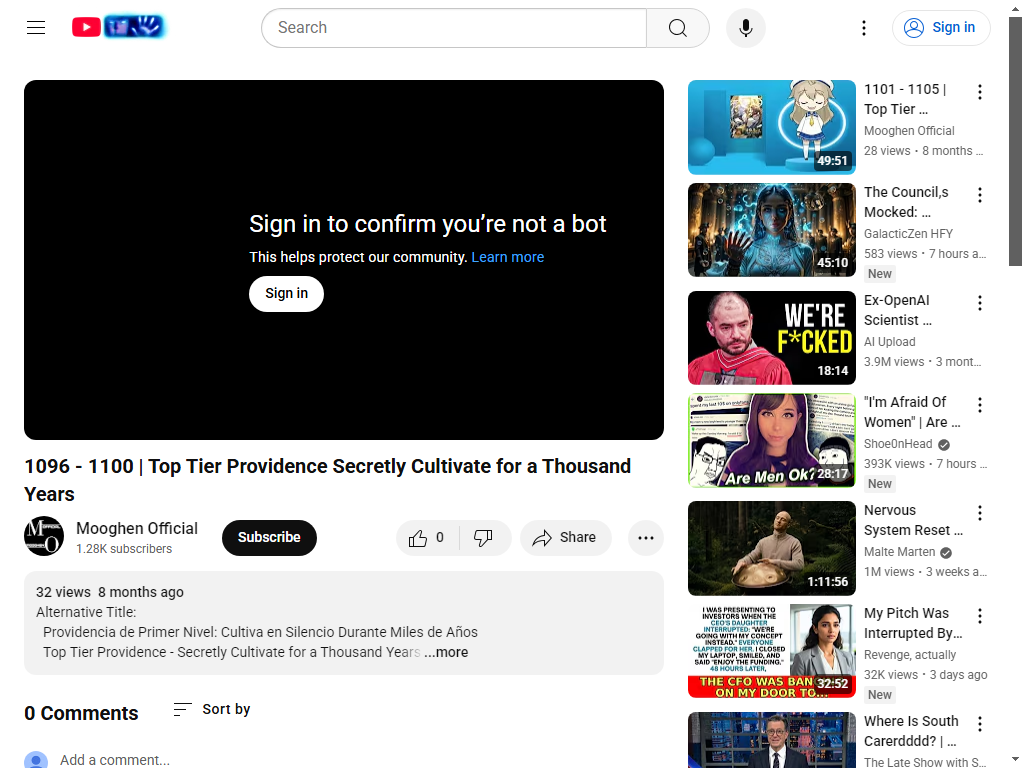 Search
Sign in
Sign in to confirm you’re not a bot
This helps protect our community. Learn more
Sign in
1096 - 1100 | Top Tier Providence Secretly Cultivate for a Thousand
Years
Mooghen Official
1.28K subscribers
Subscribe
0
Share
32 views 8 months ago
Alternative Title:
Providencia de Primer Nivel: Cultiva en Silencio Durante Miles de Años
Top Tier Providence - Secretly Cultivate for a Thousand Years ...more
0 Comments
Sort by
Add a comment...
49:51
1101 - 1105 |
Top Tier ...
Mooghen Official
28 views • 8 months ...
45:10
The Council,s
Mocked: ...
GalacticZen HFY
583 views • 7 hours a...
New
WE'RE
F*CKED
18:14
Ex-OpenAI
Scientist ...
AI Upload
3.9M views • 3 mont...
Are Men Ok?
28:17
"I'm Afraid Of
Women" | Are ...
Shoe0nHead
393K views • 7 hours ...
New
1:11:56
Nervous
System Reset ...
Malte Marten
1M views • 3 weeks a...
I WAS PRESENTING TO
INVESTORS WHEN THE
CEO'S DAUGHTER
INTERRUPTED: "WE'RE
GOING WITH MY CONCEPT
INSTEAD." EVERYONE
CLAPPED FOR HER. I CLOSED
MY LAPTOP, SMILED, AND
SAID "ENJOY THE FUNDING."
48 HOURS LATER,
THE CFO WAS BAN
ON MY DOOR TO...
32:52
My Pitch Was
Interrupted By...
Revenge, actually
32K views • 3 days ago
New
Where Is South
Carerdddd? | ...
The Late Show with S...